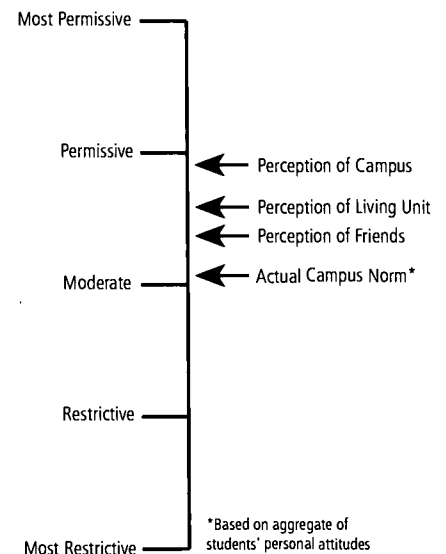 Most Permissive
Permissive
Perception of Campus
Perception of Living Unit
Perception of Friends
Actual Campus Norm*
Moderate
Restrictive
*Based on aggregate of
students' personal attitudes
Most Restrictive